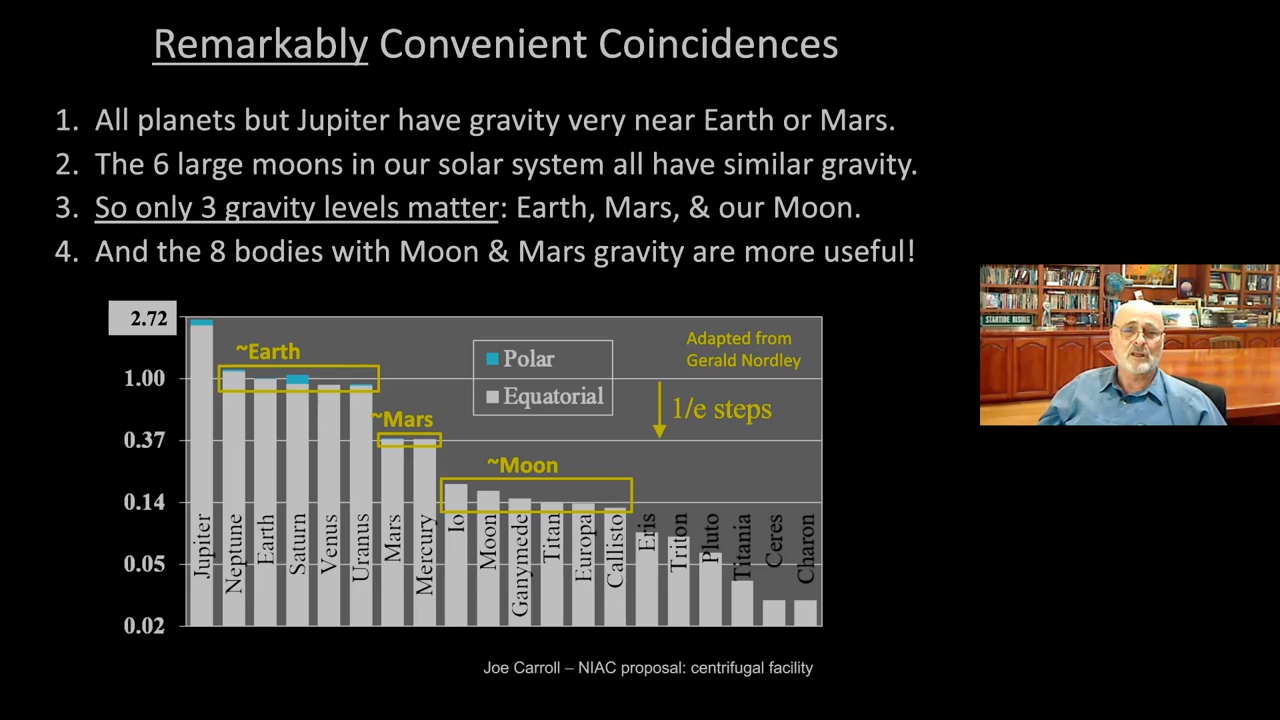 Remarkably Convenient Coincidences
1. All planets but Jupiter have gravity very near Earth or Mars.
2. The 6 large moons in our solar system all have similar gravity.
3. So only 3 gravity levels matter: Earth, Mars, & our Moon.
4. And the 8 bodies with Moon & Mars gravity are more useful!
2.72
1.00
0.37
0.14
0.05
0.02
~Earth
~Mars
~Moon
Polar
Equatorial
Adapted from
Gerald Nordley
1/e steps
Jupiter
Neptune
Earth
Saturn
Venus
Uranus
Mars
Mercury
Io
Moon
Ganymede
Titan
Europa
Callisto
Eris
Triton
Pluto
Titania
Ceres
Charon
STARTIDE RISING
Joe Carroll – NIAC proposal: centrifugal facility